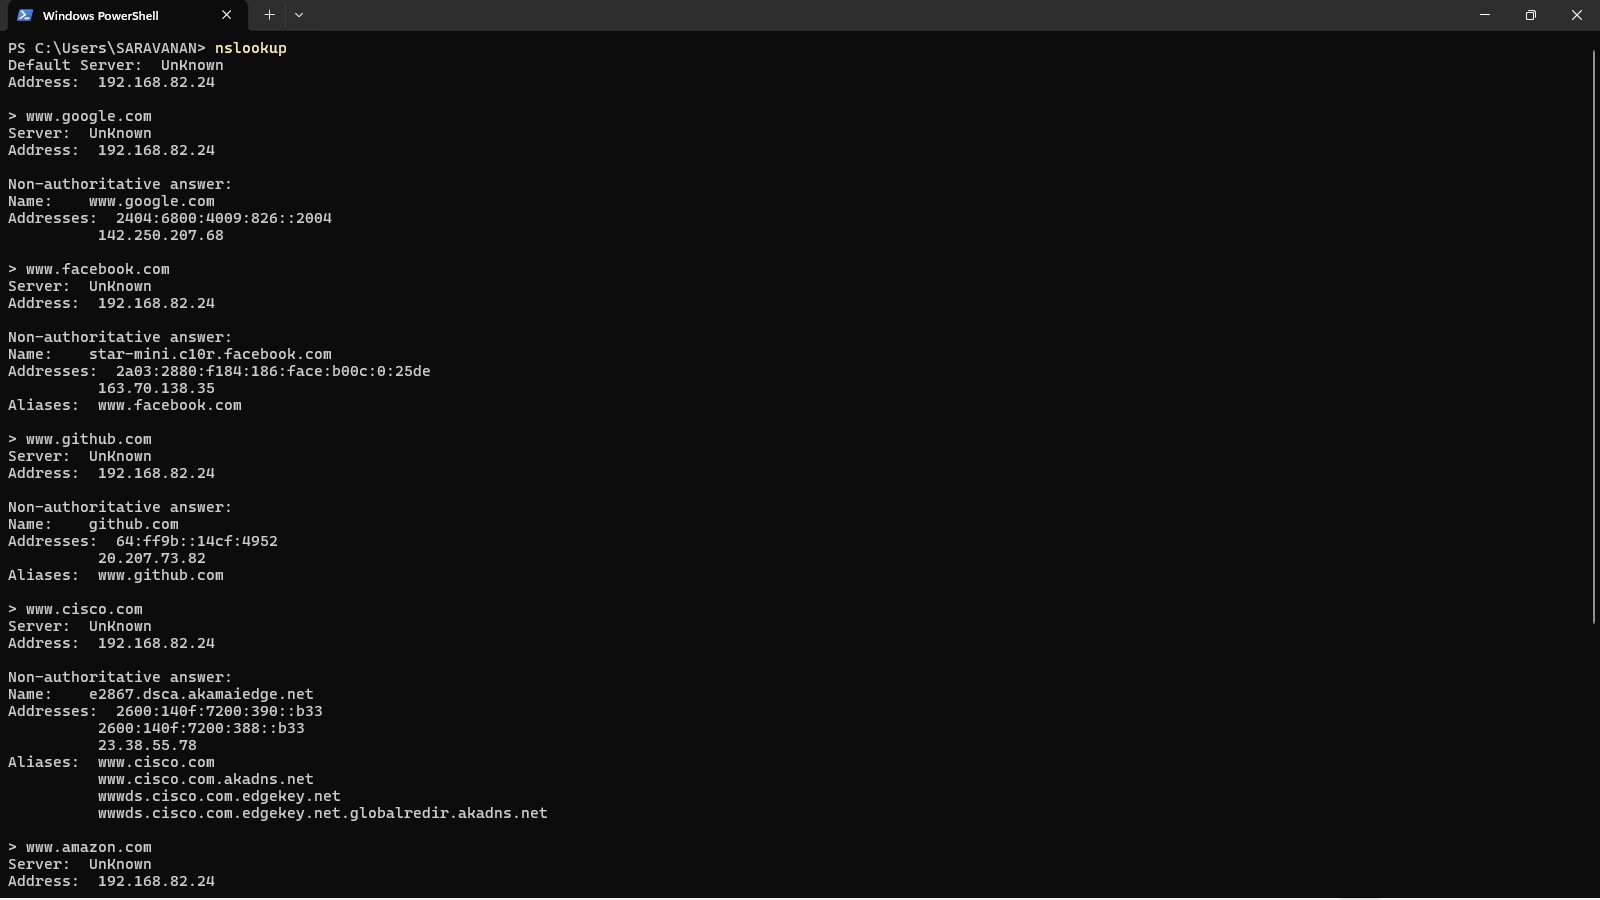 Windows PowerShell
PS C:\Users\SARAVANAN> nslookup
Default Server:  UnKnown
Address:  192.168.82.24
> www.google.com
Server:  UnKnown
Address:  192.168.82.24
Non-authoritative answer:
Name:    www.google.com
Addresses:  2404:6800:4009:826::2004
          142.250.207.68
> www.facebook.com
Server:  UnKnown
Address:  192.168.82.24
Non-authoritative answer:
Name:    star-mini.c10r.facebook.com
Addresses:  2a03:2880:f184:186:face:b00c:0:25de
          163.70.138.35
Aliases:  www.facebook.com
> www.github.com
Server:  UnKnown
Address:  192.168.82.24
Non-authoritative answer:
Name:    github.com
Addresses:  64:ff9b::14cf:4952
          20.207.73.82
Aliases:  www.github.com
> www.cisco.com
Server:  UnKnown
Address:  192.168.82.24
Non-authoritative answer:
Name:    e2867.dsca.akamaiedge.net
Addresses:  2600:140f:7200:390::b33
          2600:140f:7200:388::b33
          23.38.55.78
Aliases:  www.cisco.com
          www.cisco.com.akadns.net
          wwwds.cisco.com.edgekey.net
          wwwds.cisco.com.edgekey.net.globalredir.akadns.net
> www.amazon.com
Server:  UnKnown
Address:  192.168.82.24